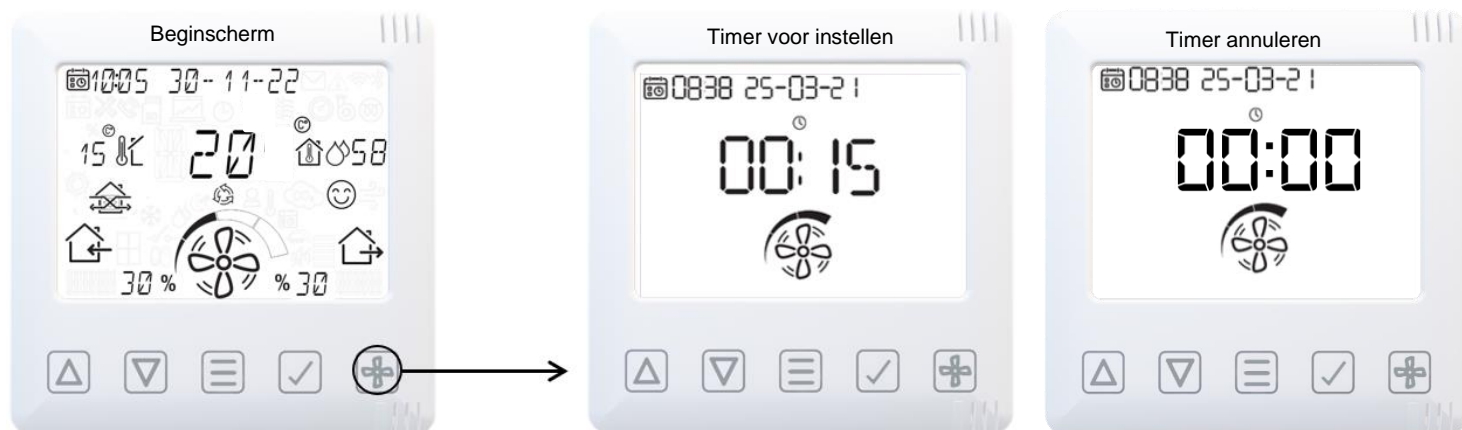 Beginscherm
10:05 30-11-22
15 20 58
30 % % 30
Timer voor instellen
0838 25-03-21
00:15
Timer annuleren
0838 25-03-21
00:00